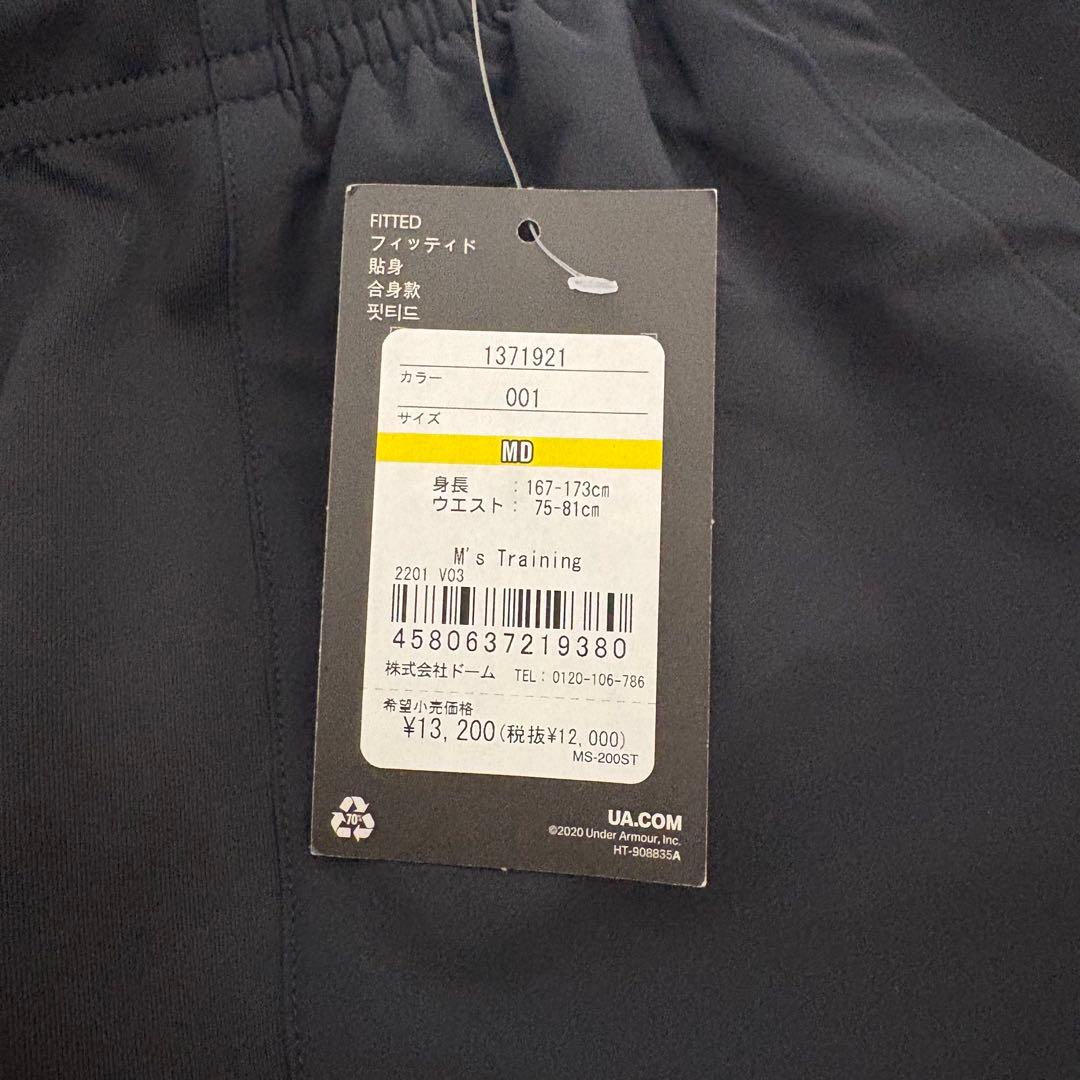 FITTED
フィッティド
貼身
合身款
핏티드
1371921
カラー
001
サイズ
MD
身長 : 167-173cm
ウエスト : 75-81cm
M's Training
2201 V03
4580637219380
株式会社ドーム TEL: 0120-106-786
希望小売価格
¥13,200(税抜¥12,000)
MS-200ST
70%
UA.COM
©2020 Under Armour, Inc.
HT-908835A